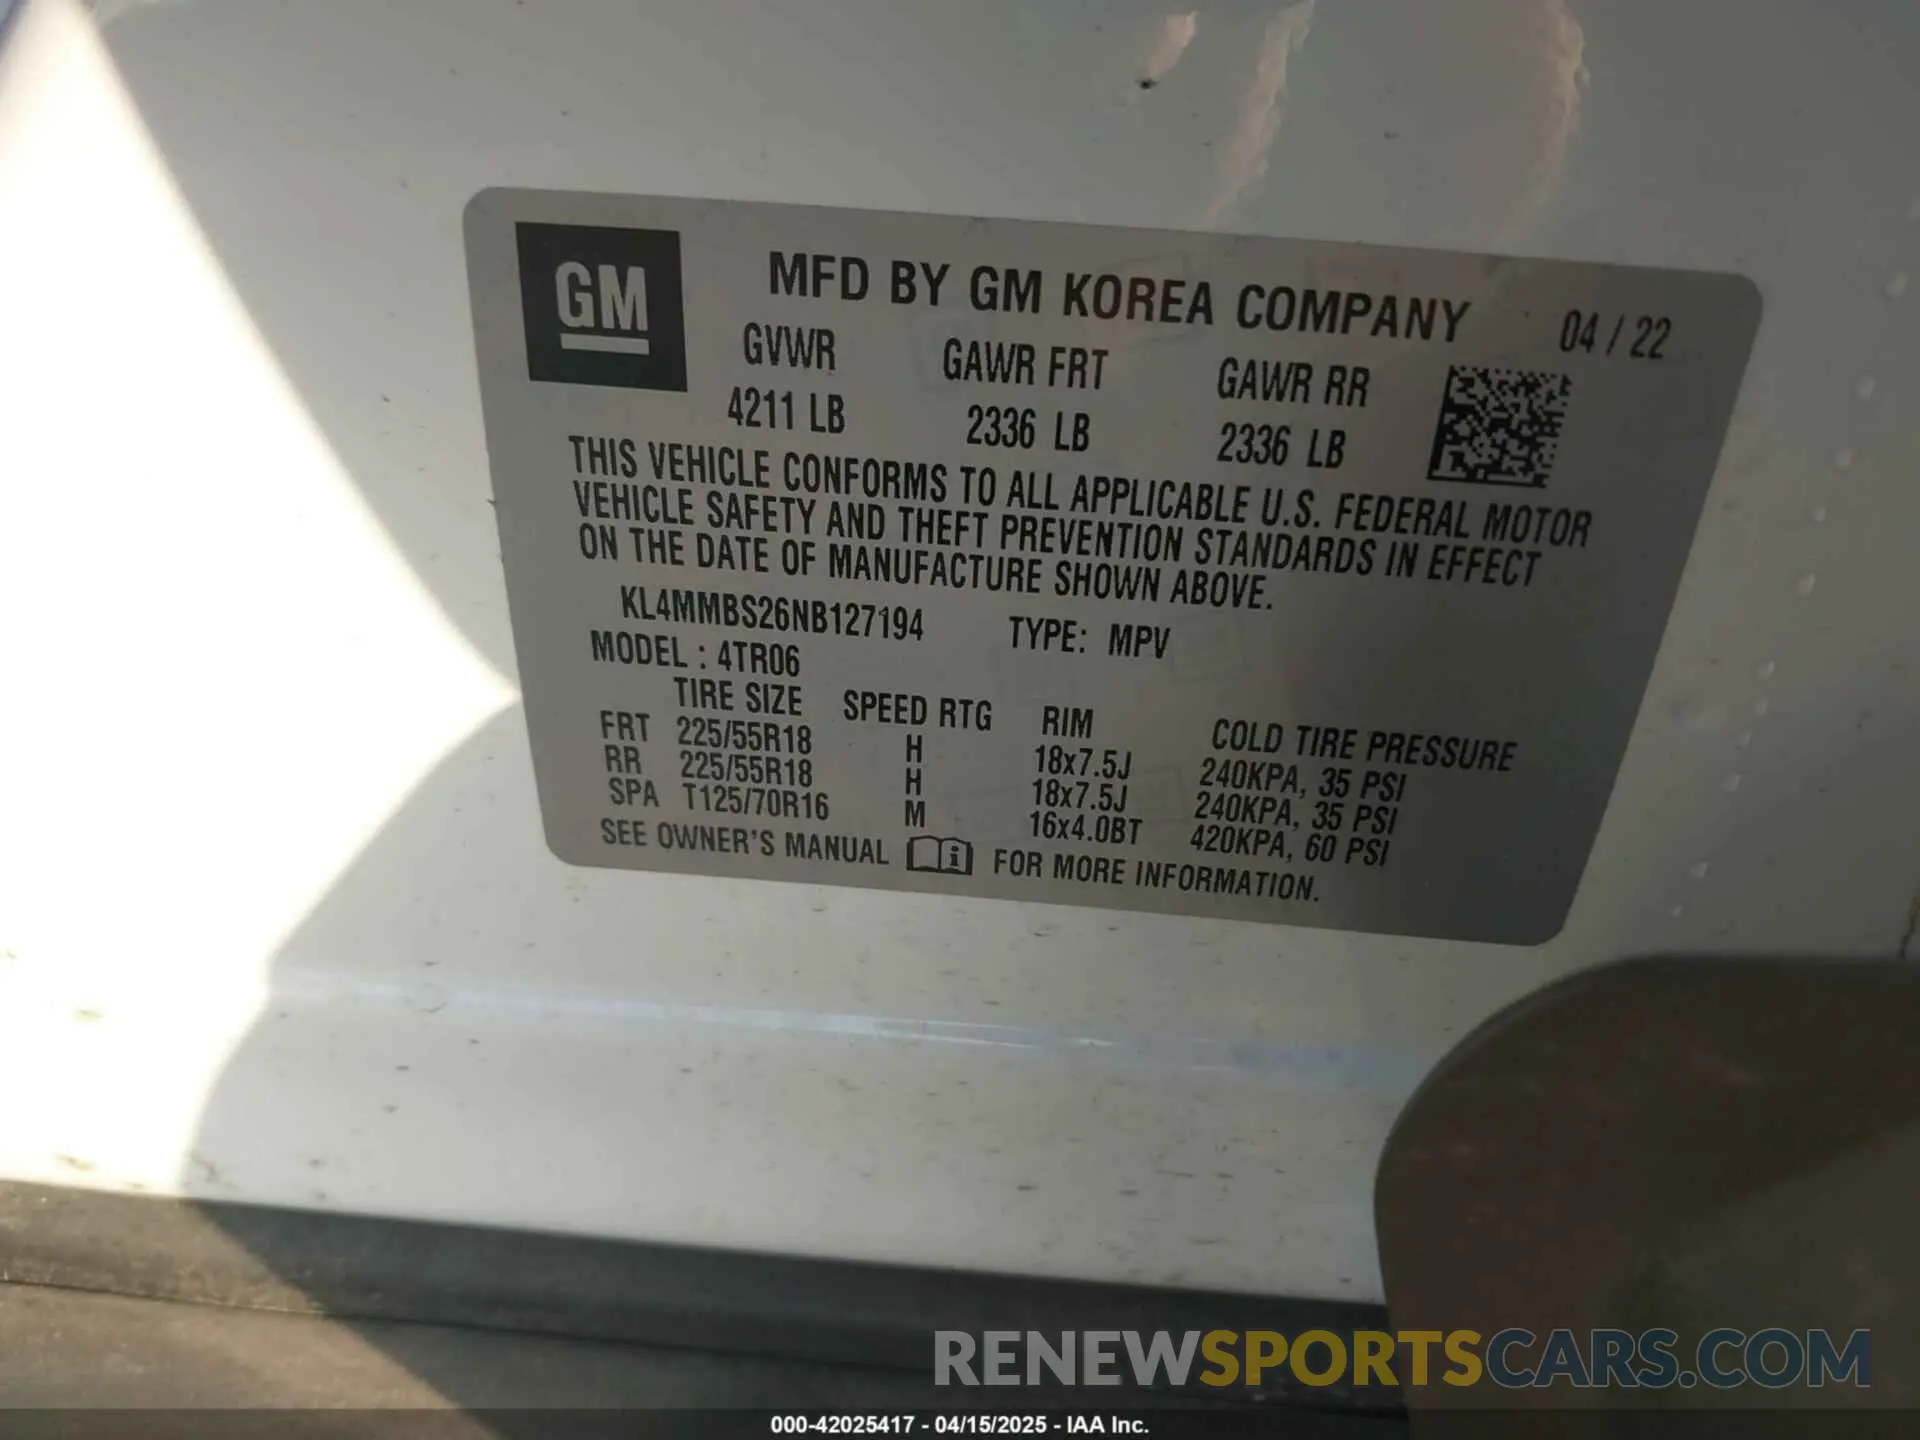 GM
MFD BY GM KOREA COMPANY 04 / 22
GVWR GAWR FRT GAWR RR
4211 LB 2336 LB 2336 LB
THIS VEHICLE CONFORMS TO ALL APPLICABLE U.S. FEDERAL MOTOR
VEHICLE SAFETY AND THEFT PREVENTION STANDARDS IN EFFECT
ON THE DATE OF MANUFACTURE SHOWN ABOVE.
KL4MMBS26NB127194 TYPE: MPV
MODEL : 4TR06
TIRE SIZE SPEED RTG RIM COLD TIRE PRESSURE
FRT 225/55R18 H 18x7.5J 240KPA, 35 PSI
RR 225/55R18 H 18x7.5J 240KPA, 35 PSI
SPA T125/70R16 M 16x4.0BT 420KPA, 60 PSI
SEE OWNER'S MANUAL i FOR MORE INFORMATION.
RENEWSPORTSCARS.COM
000-42025417 - 04/15/2025 - IAA Inc.